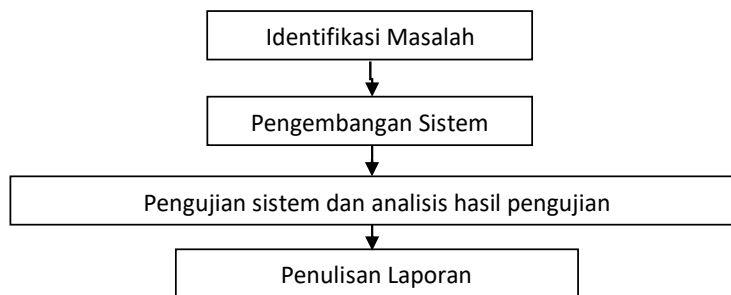 Identifikasi Masalah
Pengembangan Sistem
Pengujian sistem dan analisis hasil pengujian
Penulisan Laporan